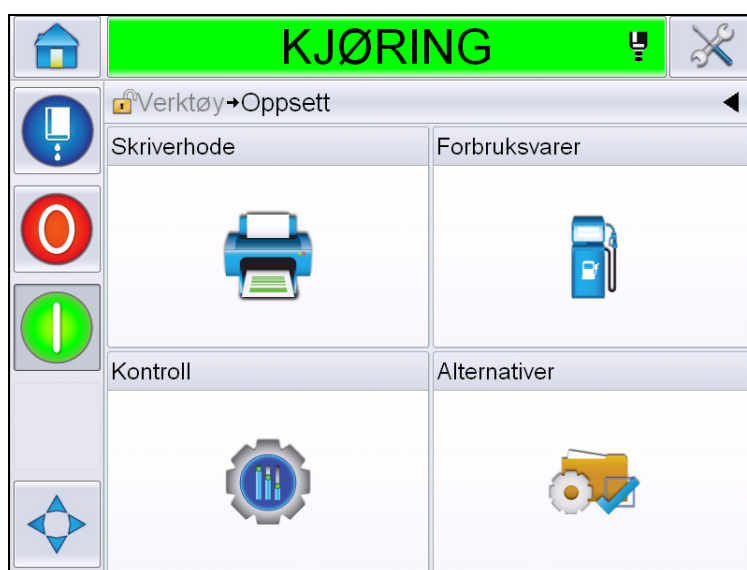 KJØRING
Verktøy→Oppsett
Skriverhode
Forbruksvarer
Kontroll
Alternativer